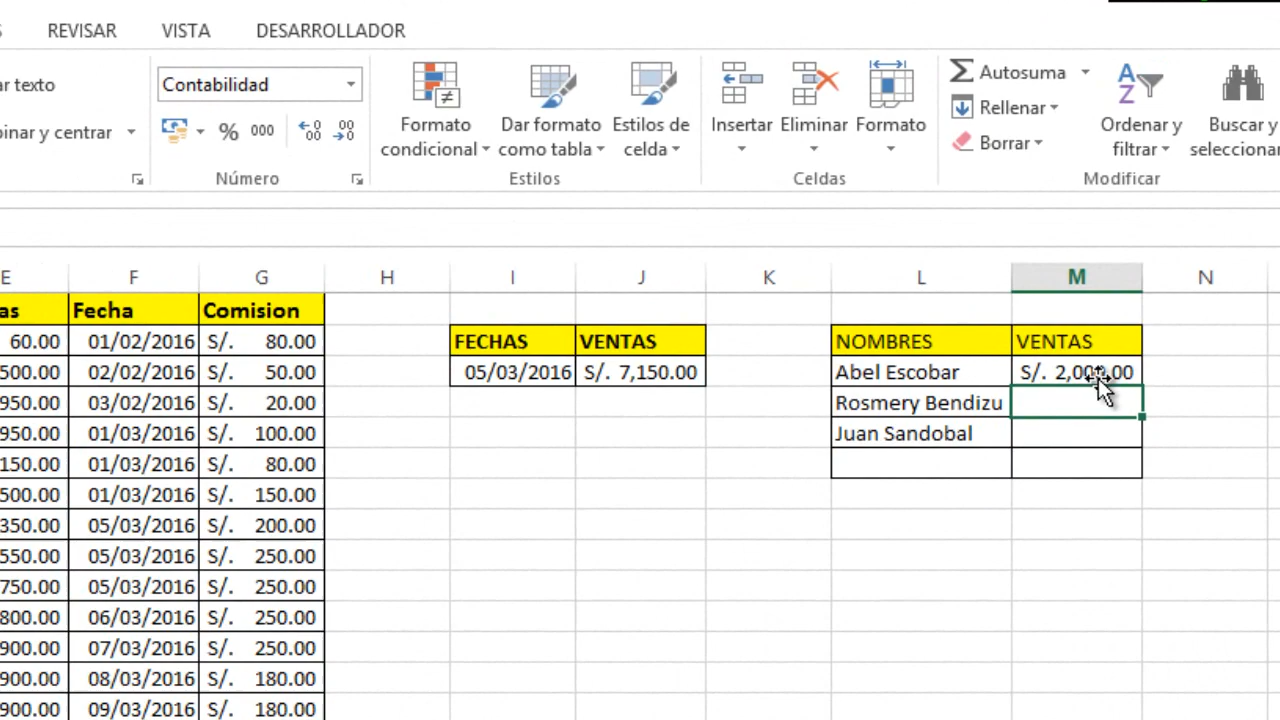 REVISAR VISTA DESARROLLADOR
ar texto
Contabilidad
inar y centrar
% 000
Número
Formato condicional
Dar formato como tabla
Estilos de celda
Estilos
Insertar Eliminar Formato
Celdas
Autosuma
Rellenar
Borrar
Ordenar y filtrar
Buscar y seleccionar
Modificar
E F G H I J K L M N
as Fecha Comision
60.00 01/02/2016 S/. 80.00
500.00 02/02/2016 S/. 50.00
950.00 03/02/2016 S/. 20.00
950.00 01/03/2016 S/. 100.00
150.00 01/03/2016 S/. 80.00
500.00 01/03/2016 S/. 150.00
350.00 05/03/2016 S/. 200.00
550.00 05/03/2016 S/. 250.00
750.00 05/03/2016 S/. 250.00
800.00 06/03/2016 S/. 250.00
900.00 07/03/2016 S/. 250.00
900.00 08/03/2016 S/. 180.00
900.00 09/03/2016 S/. 180.00
FECHAS VENTAS
05/03/2016 S/. 7,150.00
NOMBRES VENTAS
Abel Escobar S/. 2,000.00
Rosmery Bendizu
Juan Sandobal